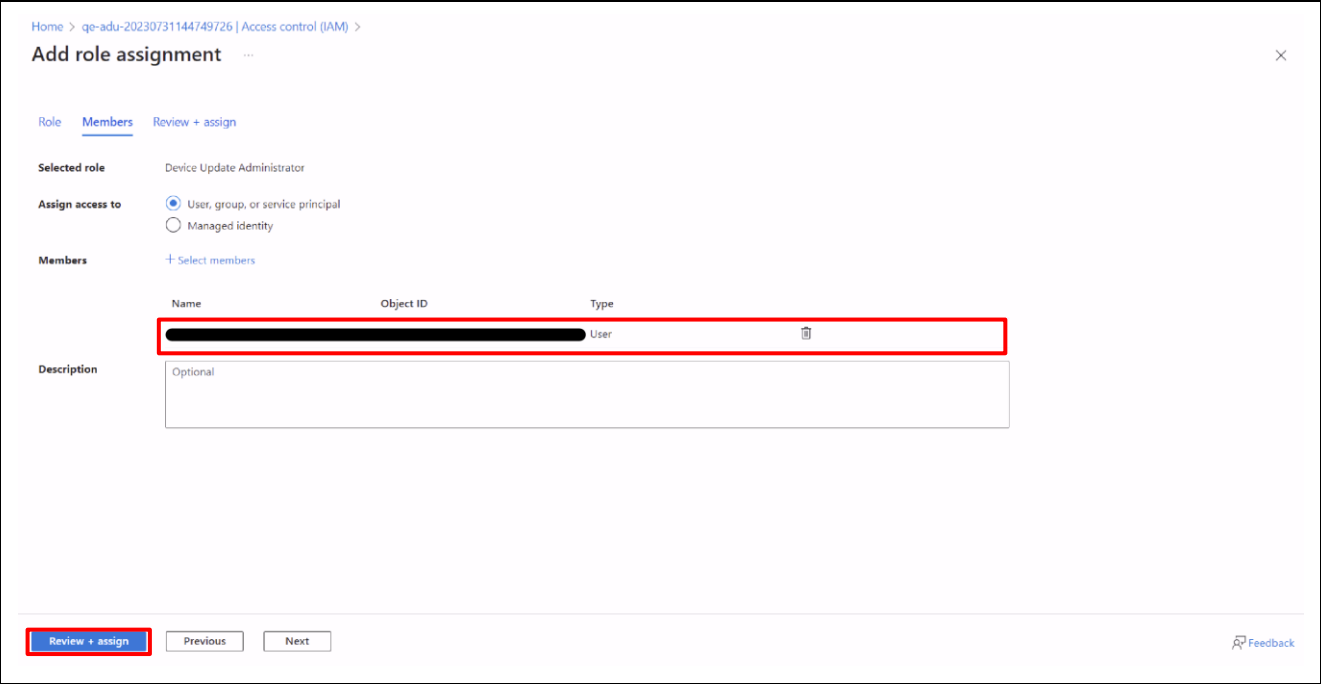 Home > qe-adu-20230731144749726 | Access control (IAM) >
Add role assignment ...
Role Members Review + assign
Selected role Device Update Administrator
Assign access to User, group, or service principal
Managed identity
Members + Select members
Name Object ID Type
User
Description Optional
Review + assign Previous Next Feedback